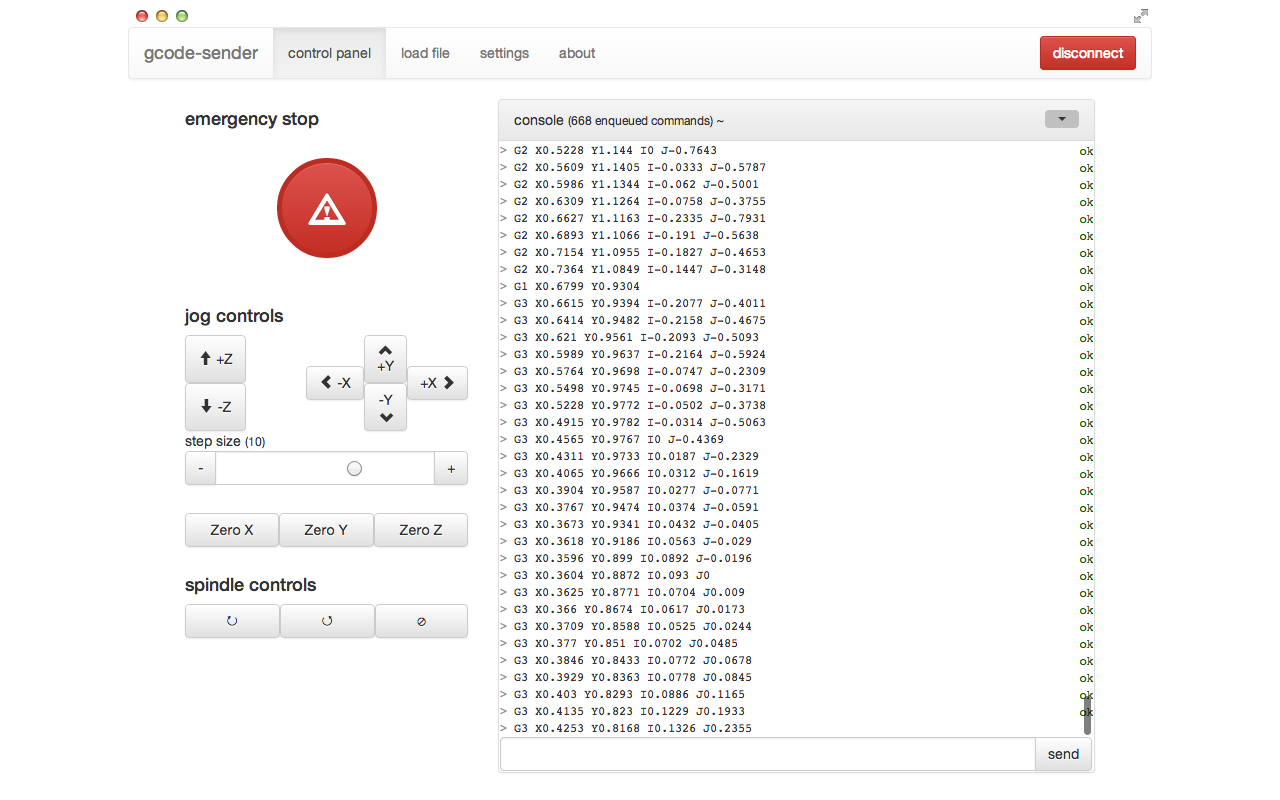 gcode-sender control panel load file settings about disconnect
emergency stop
jog controls
+Z
-Z
+Y
-X
+X
-Y
step size (10)
- +
Zero X Zero Y Zero Z
spindle controls
console (668 enqueued commands) ~
> G2 X0.5228 Y1.144 I0 J-0.7643 ok
> G2 X0.5609 Y1.1405 I-0.0333 J-0.5787 ok
> G2 X0.5986 Y1.1344 I-0.062 J-0.5001 ok
> G2 X0.6309 Y1.1264 I-0.0758 J-0.3755 ok
> G2 X0.6627 Y1.1163 I-0.2335 J-0.7931 ok
> G2 X0.6893 Y1.1066 I-0.191 J-0.5638 ok
> G2 X0.7154 Y1.0955 I-0.1827 J-0.4653 ok
> G2 X0.7364 Y1.0849 I-0.1447 J-0.3148 ok
> G1 X0.6799 Y0.9304 ok
> G3 X0.6615 Y0.9394 I-0.2077 J-0.4011 ok
> G3 X0.6414 Y0.9482 I-0.2158 J-0.4675 ok
> G3 X0.621 Y0.9561 I-0.2093 J-0.5093 ok
> G3 X0.5989 Y0.9637 I-0.2164 J-0.5924 ok
> G3 X0.5764 Y0.9698 I-0.0747 J-0.2309 ok
> G3 X0.5498 Y0.9745 I-0.0698 J-0.3171 ok
> G3 X0.5228 Y0.9772 I-0.0502 J-0.3738 ok
> G3 X0.4915 Y0.9782 I-0.0314 J-0.5063 ok
> G3 X0.4565 Y0.9767 I0 J-0.4369 ok
> G3 X0.4311 Y0.9733 I0.0187 J-0.2329 ok
> G3 X0.4065 Y0.9666 I0.0312 J-0.1619 ok
> G3 X0.3904 Y0.9587 I0.0277 J-0.0771 ok
> G3 X0.3767 Y0.9474 I0.0374 J-0.0591 ok
> G3 X0.3673 Y0.9341 I0.0432 J-0.0405 ok
> G3 X0.3618 Y0.9186 I0.0563 J-0.029 ok
> G3 X0.3596 Y0.899 I0.0892 J-0.0196 ok
> G3 X0.3604 Y0.8872 I0.093 J0 ok
> G3 X0.3625 Y0.8771 I0.0704 J0.009 ok
> G3 X0.366 Y0.8674 I0.0617 J0.0173 ok
> G3 X0.3709 Y0.8588 I0.0525 J0.0244 ok
> G3 X0.377 Y0.851 I0.0702 J0.0485 ok
> G3 X0.3846 Y0.8433 I0.0772 J0.0678 ok
> G3 X0.3929 Y0.8363 I0.0778 J0.0845 ok
> G3 X0.403 Y0.8293 I0.0886 J0.1165 ok
> G3 X0.4135 Y0.823 I0.1229 J0.1933 ok
> G3 X0.4253 Y0.8168 I0.1326 J0.2355
send